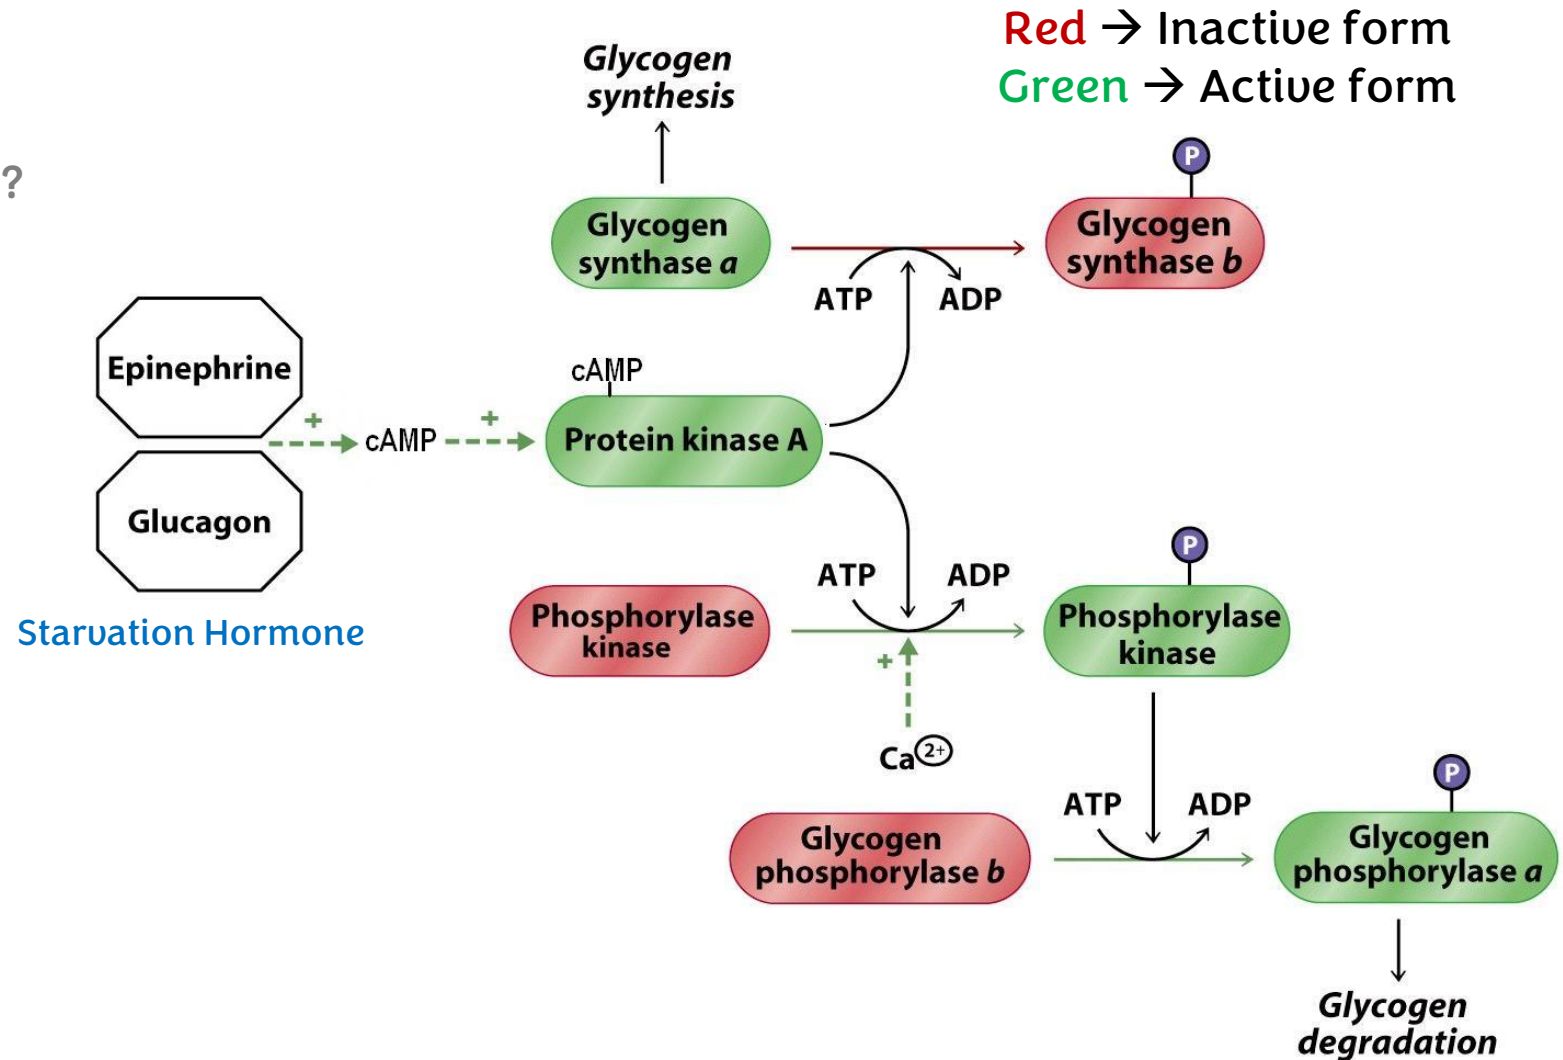 Red → Inactive form
Green → Active form
?
Glycogen
synthesis
P
Glycogen
synthase a
Glycogen
synthase b
ATP
ADP
Epinephrine
cAMP
+
+
cAMP
Protein kinase A
Glucagon
Starvation Hormone
P
ATP
ADP
Phosphorylase
kinase
Phosphorylase
kinase
+
Ca2+
P
ATP
ADP
Glycogen
phosphorylase b
Glycogen
phosphorylase a
Glycogen
degradation